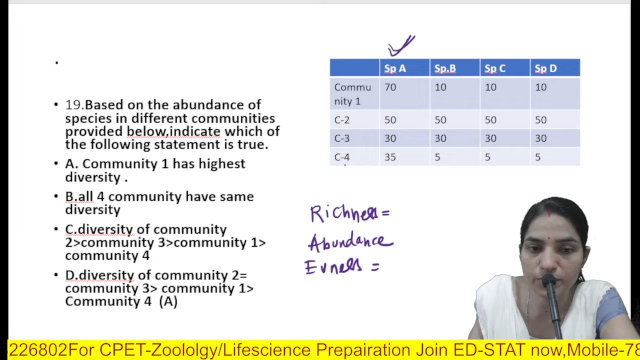 19.Based on the abundance of
species in different communities
provided below,indicate which of
the following statement is true.
A. Community 1 has highest
diversity .
B.all 4 community have same
diversity
C.diversity of community
2>community 3>community 1>
community 4
D.diversity of community 2=
community 3> community 1>
Community 4 (A)
Sp A Sp.B Sp C Sp D
Commu
nity 1 70 10 10 10
C-2 50 50 50 50
C-3 30 30 30 30
C-4 35 5 5 5
Richness=
Abundance
Evness =
226802For CPET-Zoololgy/Lifescience Prepairation Join ED-STAT now,Mobile-78